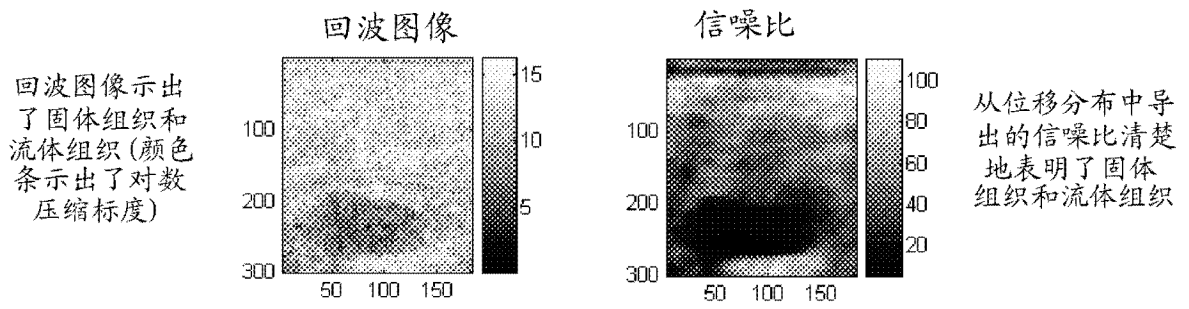 回波图像
信噪比
回波图像示出
了固体组织和
流体组织(颜色
条示出了对数
压缩标度)
100
200
300
50 100 150
15
10
5
100
200
300
50 100 150
100
80
60
40
20
从位移分布中导
出的信噪比清楚
地表明了固体
组织和流体组织